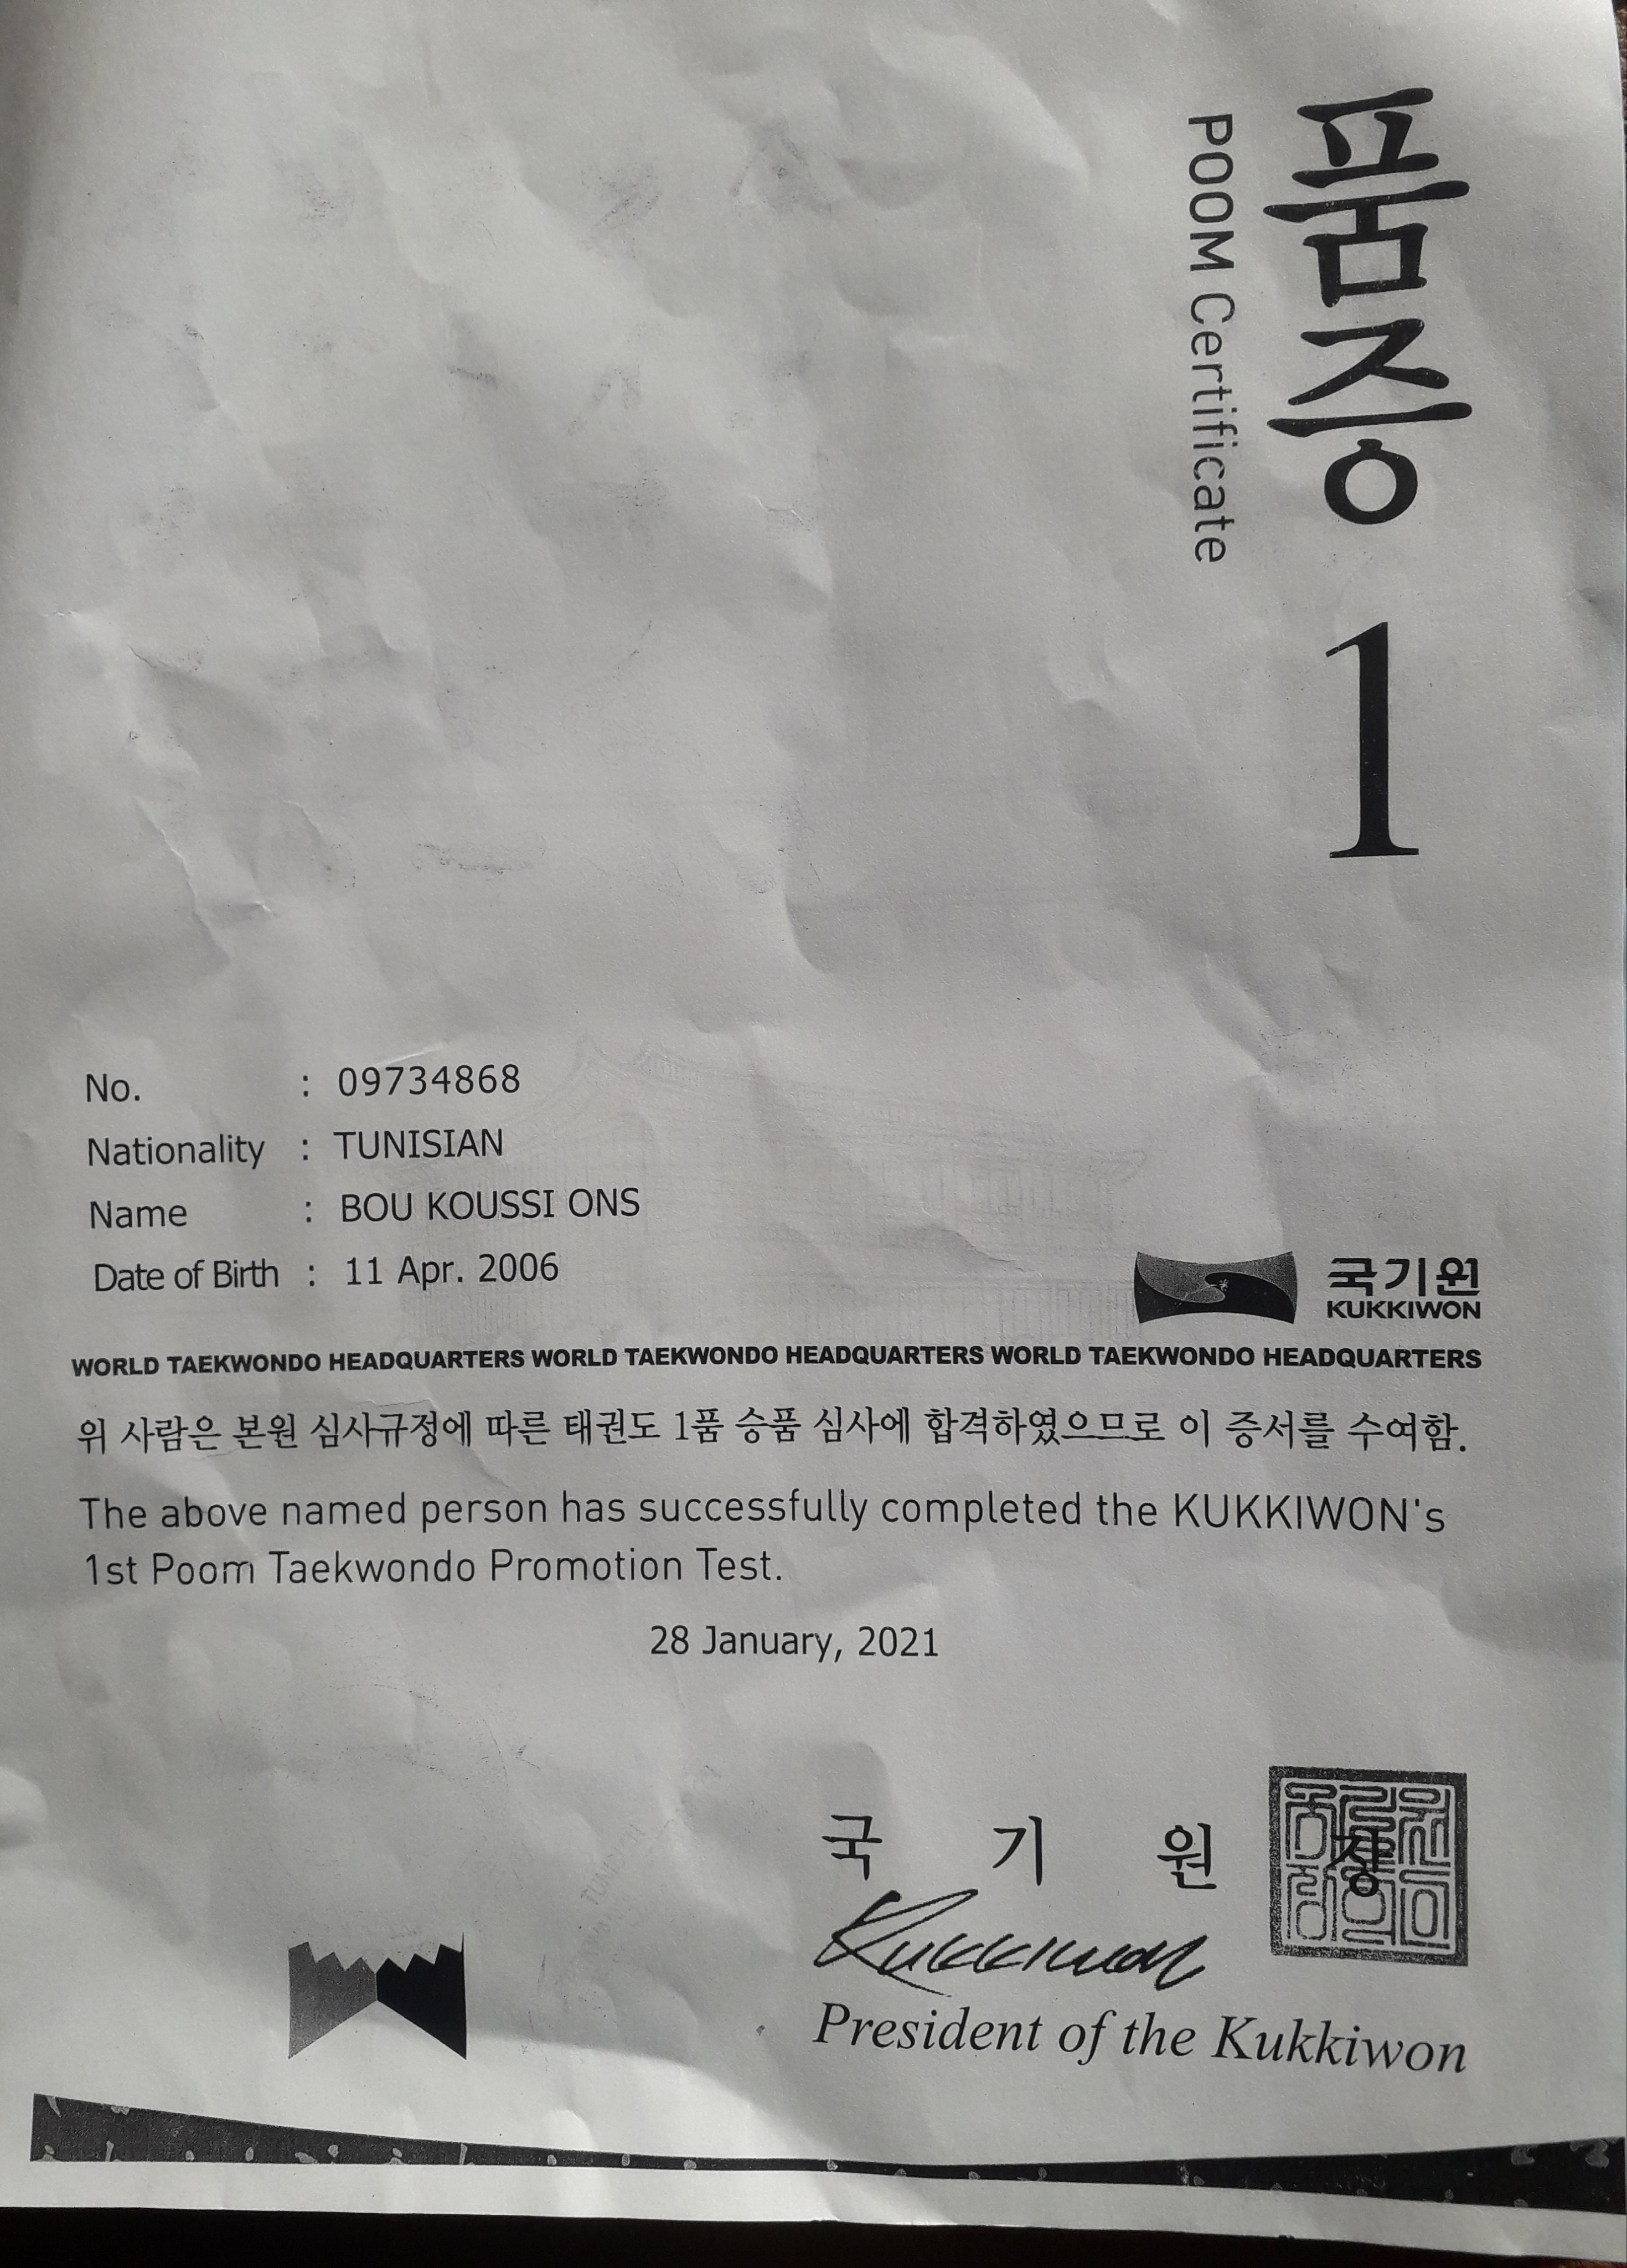 품증
POOM Certificate
1
No. : 09734868
Nationality : TUNISIAN
Name : BOU KOUSSI ONS
Date of Birth : 11 Apr. 2006
국기원
KUKKIWON
WORLD TAEKWONDO HEADQUARTERS WORLD TAEKWONDO HEADQUARTERS WORLD TAEKWONDO HEADQUARTERS
위 사람은 본원 심사규정에 따른 태권도 1품 승품 심사에 합격하였으므로 이 증서를 수여함.
The above named person has successfully completed the KUKKIWON's
1st Poom Taekwondo Promotion Test.
28 January, 2021
국 기 원 장
Kukkiwon
President of the Kukkiwon